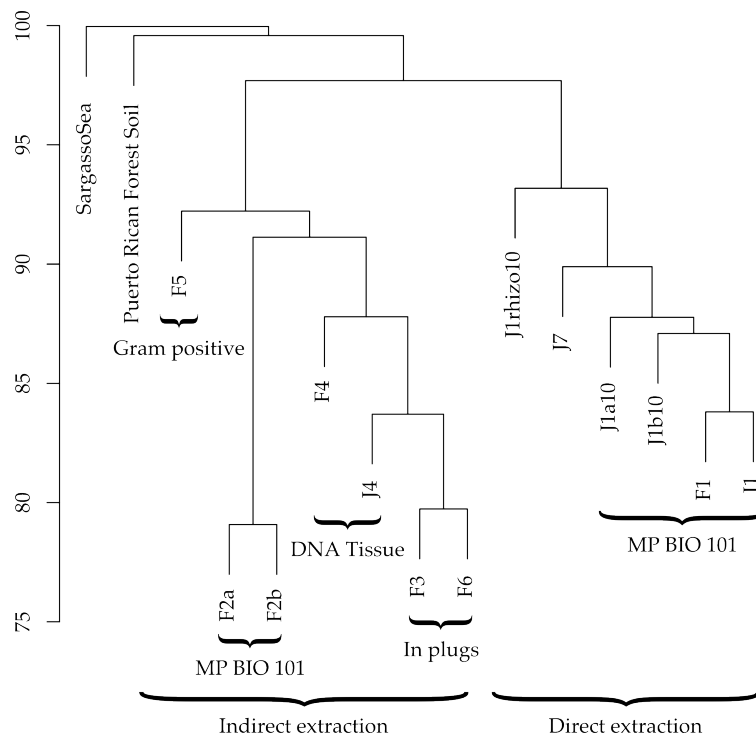 100
95
90
85
80
75
SargassoSea
Puerto Rican Forest Soil
F5
Gram positive
F2a
F2b
MP BIO 101
F4
J4
DNA Tissue
F3
F6
In plugs
Indirect extraction
J1rhizo10
J7
J1a10
J1b10
F1
J1
MP BIO 101
Direct extraction